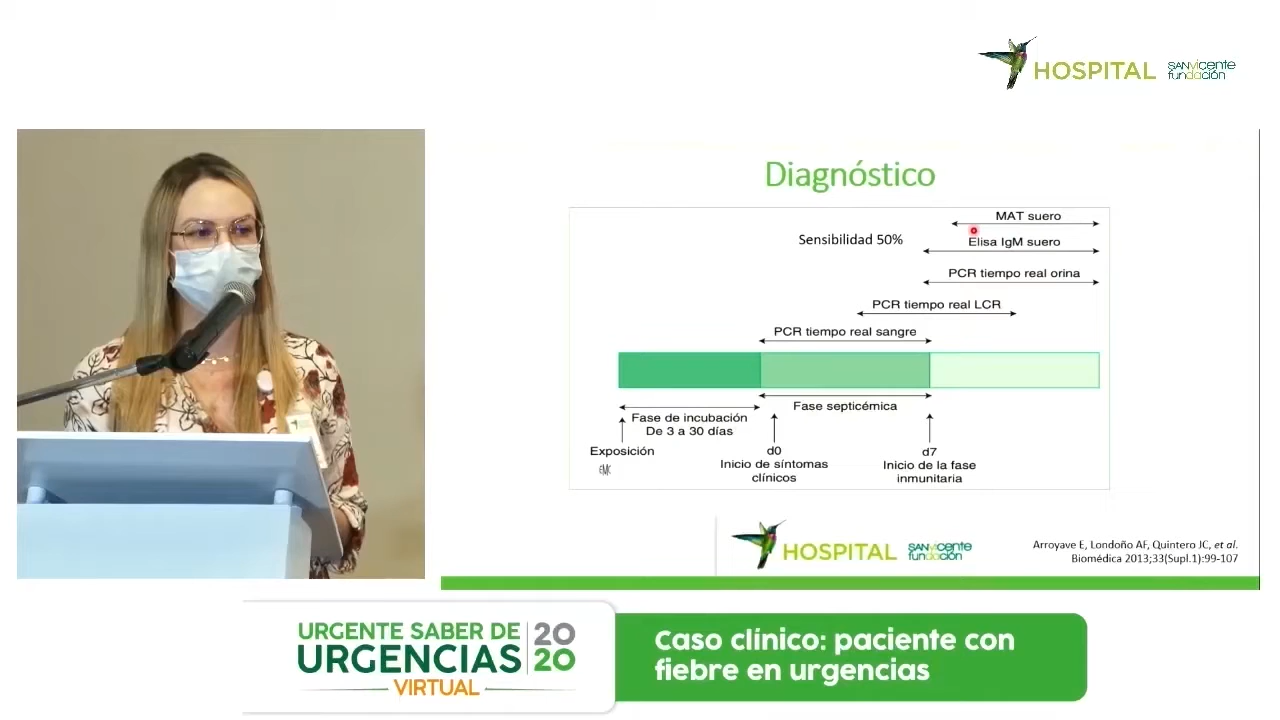 HOSPITAL SANVICENTE
fundación
Diagnóstico
MAT suero
Sensibilidad 50%
Elisa IgM suero
PCR tiempo real orina
PCR tiempo real LCR
PCR tiempo real sangre
Fase de incubación
De 3 a 30 días
Fase septicémica
Exposición
EMC
d0
Inicio de síntomas
clínicos
d7
Inicio de la fase
inmunitaria
HOSPITAL SANVICENTE
fundación
Arroyave E, Londoño AF, Quintero JC, et al.
Biomédica 2013;33(Supl.1):99-107
URGENTE SABER DE
URGENCIAS
VIRTUAL
20
20
Caso clínico: paciente con
fiebre en urgencias